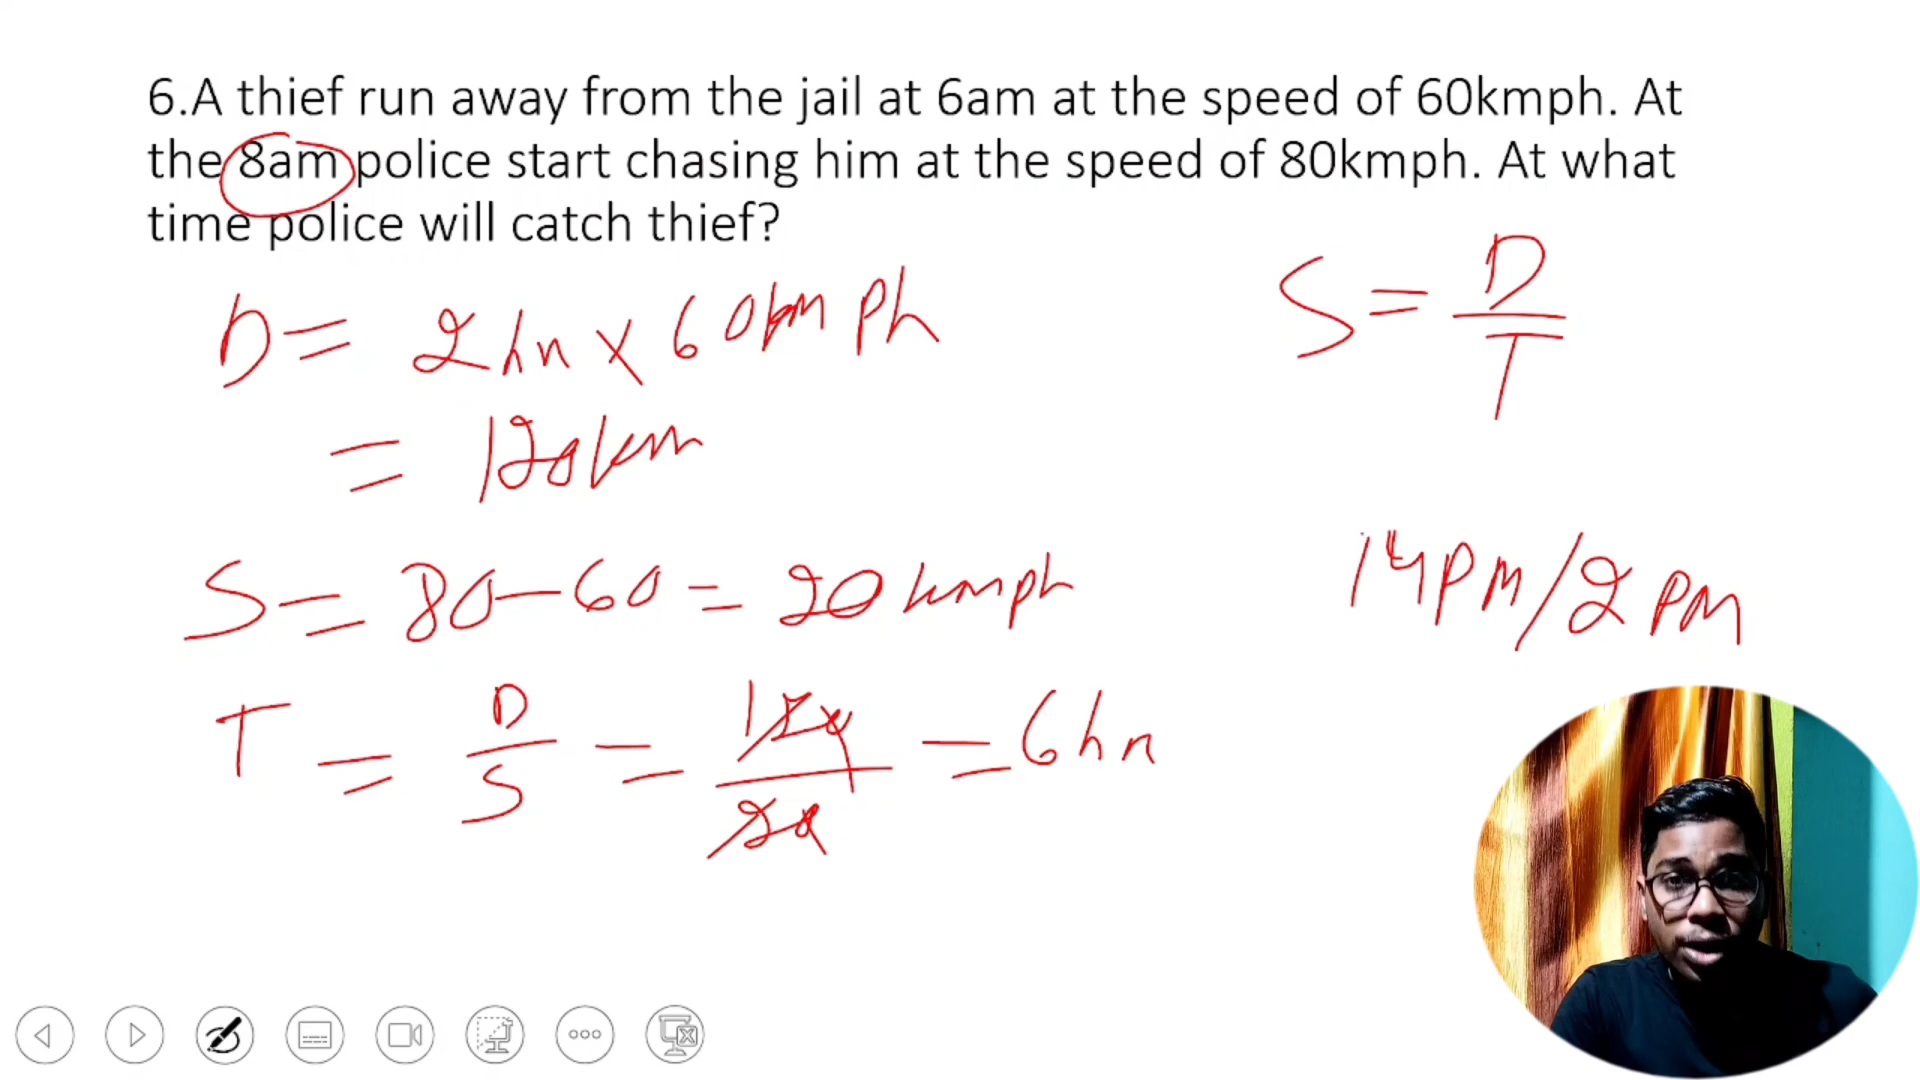 6.A thief run away from the jail at 6am at the speed of 60kmph. At
the 8am police start chasing him at the speed of 80kmph. At what
time police will catch thief?
S = D/T
D = 2hr x 60kmph
= 120km
S = 80-60 = 20kmph
14pm/2pm
T = D/S = 120/20 = 6hr